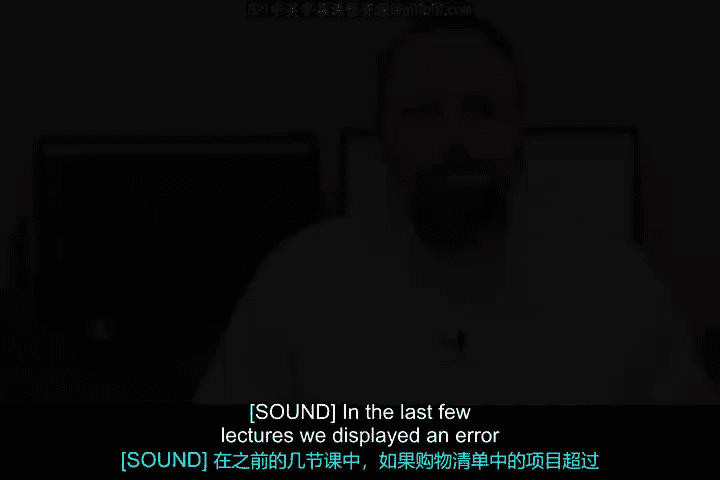 [SOUND] In the last few
lectures we displayed an error
[SOUND] 在之前的几节课中，如果购物清单中的项目超过